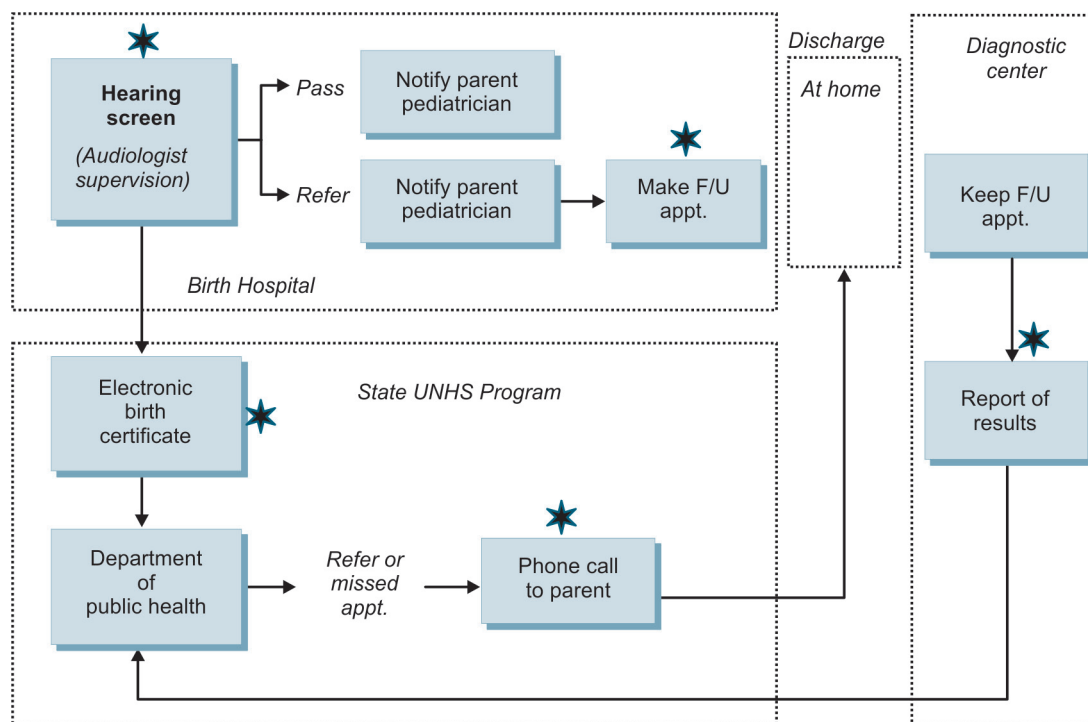 Hearing
screen
(Audiologist
supervision)
Pass
Notify parent
pediatrician
Refer
Notify parent
pediatrician
Make F/U
appt.
Birth Hospital
Discharge
At home
Diagnostic
center
Keep F/U
appt.
Report of
results
State UNHS Program
Electronic
birth
certificate
Department
of
public health
Refer or
missed
appt.
Phone call
to parent